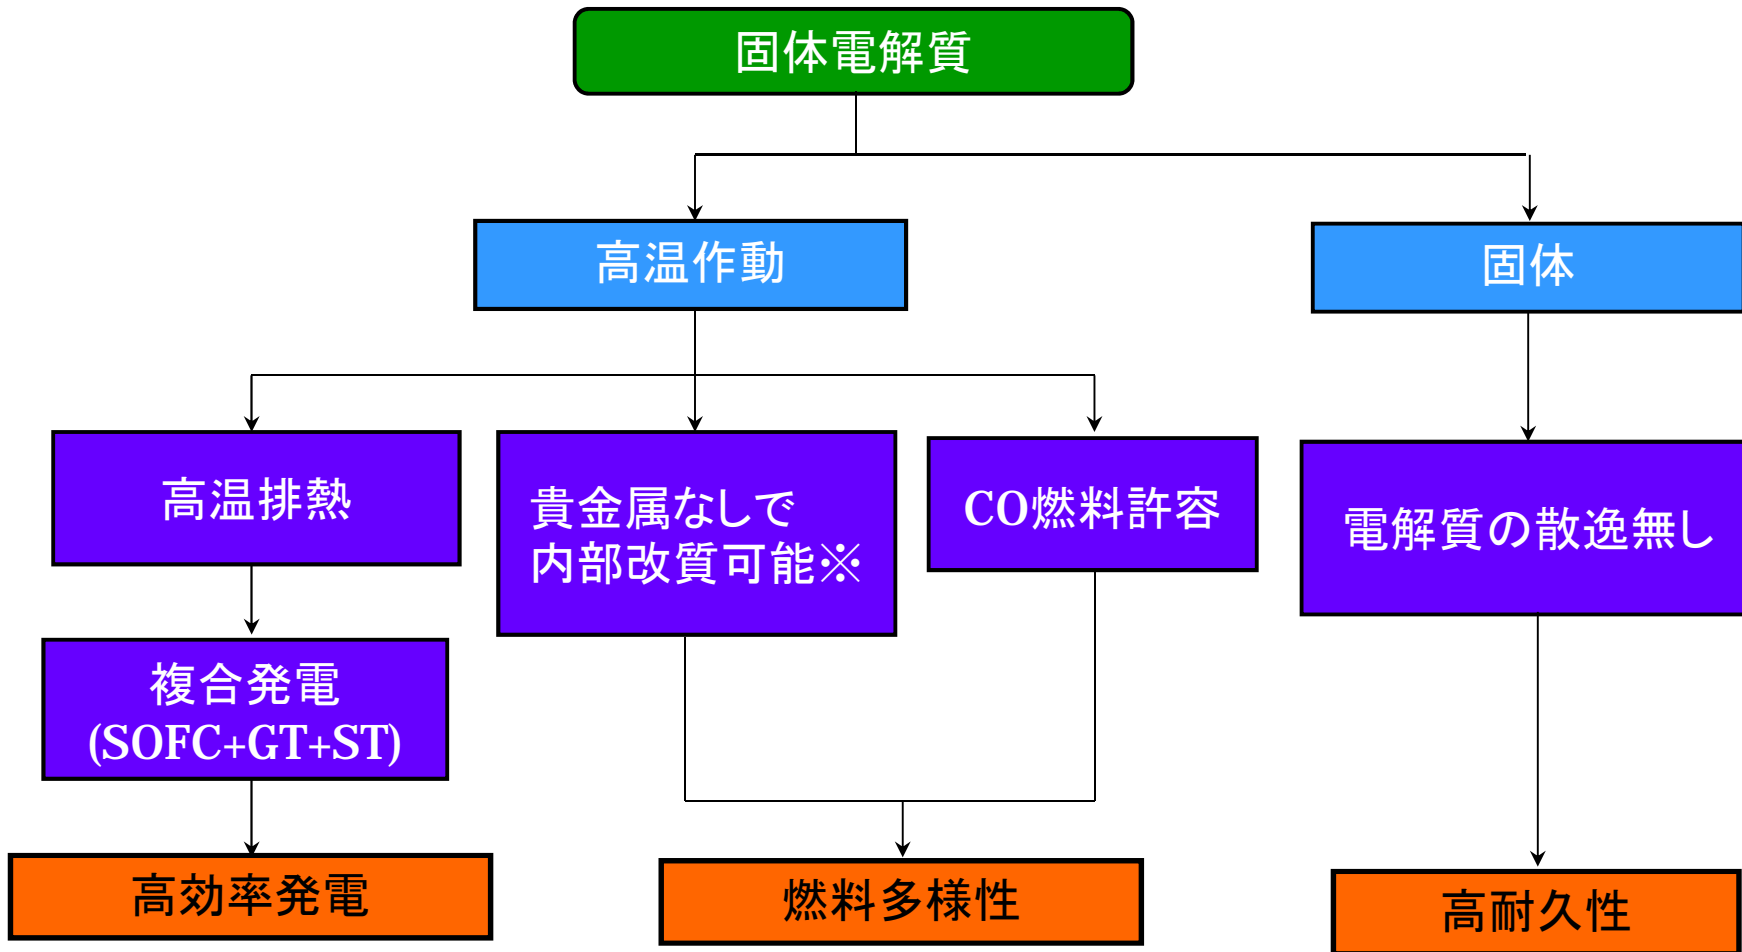 固体電解質
高温作動
固体
高温排熱
貴金属なしで
内部改質可能※
CO燃料許容
電解質の散逸無し
複合発電
(SOFC+GT+ST)
高効率発電
燃料多様性
高耐久性